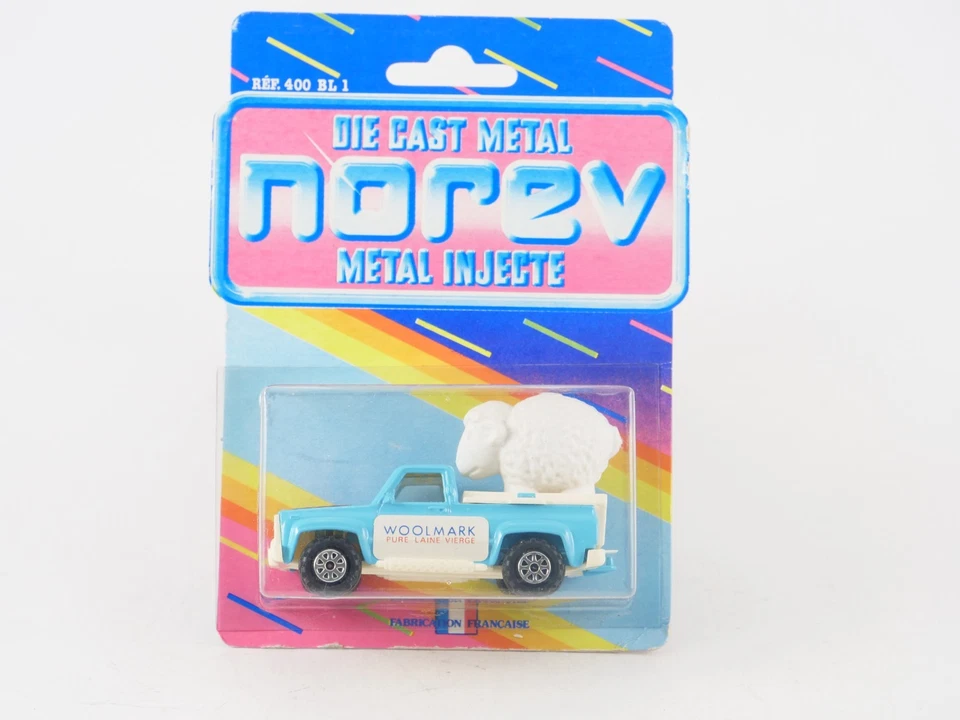 RÉF. 400 BL 1
DIE CAST METAL
norev
METAL INJECTE
WOOLMARK
PURE LAINE VIERGE
FABRICATION FRANÇAISE